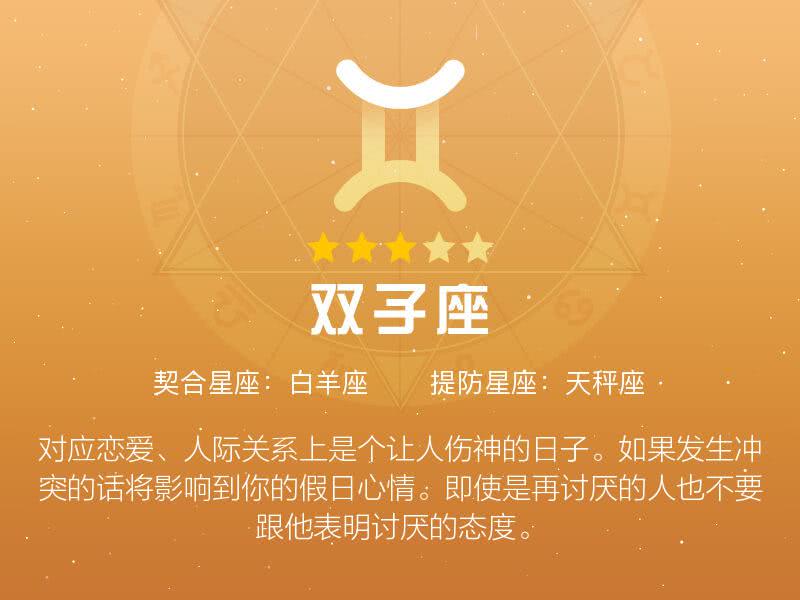 双子座
契合星座：白羊座 提防星座：天秤座
对应恋爱、人际关系上是个让人伤神的日子。如果发生冲
突的话将影响到你的假日心情。即使是再讨厌的人也不要
跟他表明讨厌的态度。